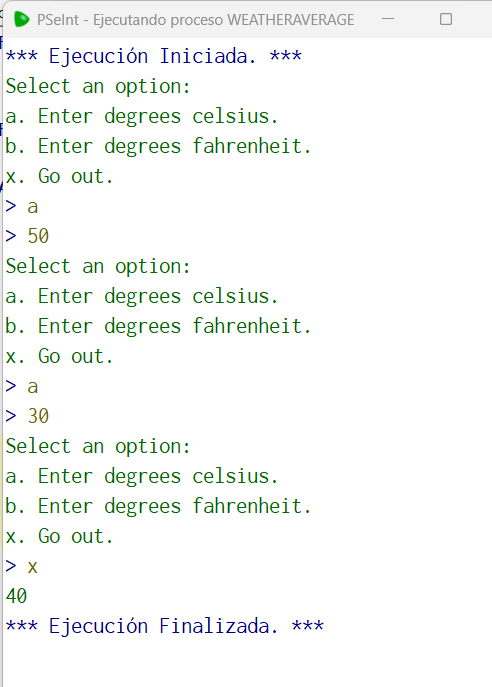 PSeInt - Ejecutando proceso WEATHERAVERAGE
*** Ejecución Iniciada. ***
Select an option:
a. Enter degrees celsius.
b. Enter degrees fahrenheit.
x. Go out.
> a
> 50
Select an option:
a. Enter degrees celsius.
b. Enter degrees fahrenheit.
x. Go out.
> a
> 30
Select an option:
a. Enter degrees celsius.
b. Enter degrees fahrenheit.
x. Go out.
> x
40
*** Ejecución Finalizada. ***